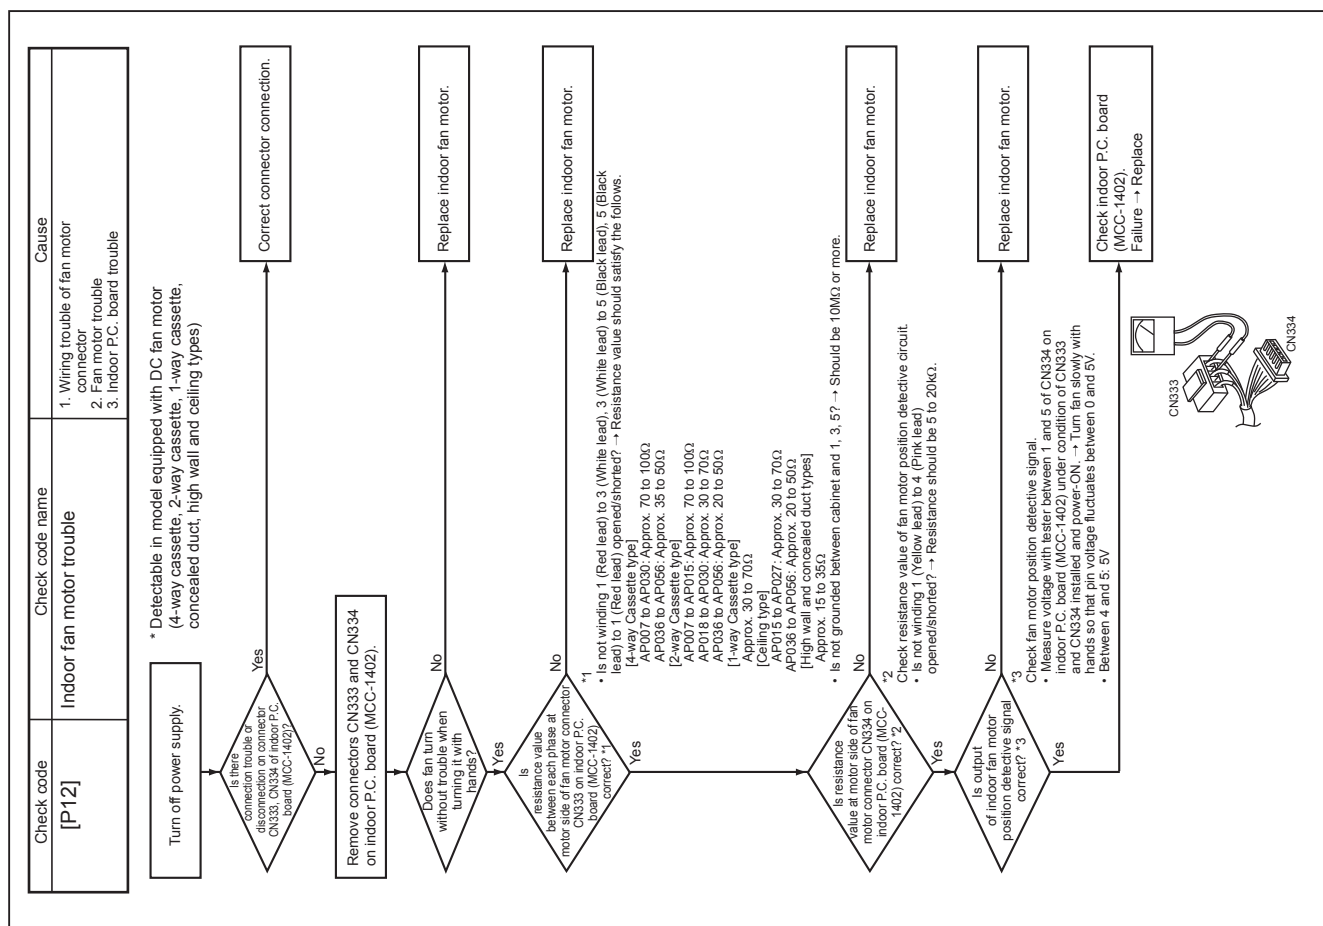 Check code
Check code name
Cause
[P12]
Indoor fan motor trouble
1. Wiring trouble of fan motor
connector
2. Fan motor trouble
3. Indoor P.C. board trouble
Turn off power supply.
* Detectable in model equipped with DC fan motor
(4-way cassette, 2-way cassette, 1-way cassette,
concealed duct, high wall and ceiling types)
Is there
connection trouble or
disconnection on connector
CN333, CN334 of indoor P.C.
board (MCC-1402)?
Yes
Correct connector connection.
No
Remove connectors CN333 and CN334
on indoor P.C. board (MCC-1402).
Does fan turn
without trouble when
turning it with
hands?
No
Replace indoor fan motor.
Yes
Is
resistance value
between each phase at
motor side of fan motor connector
CN333 on indoor P.C.
board (MCC-1402)
correct? *1
No
Replace indoor fan motor.
Yes
*1
• Is not winding 1 (Red lead) to 3 (White lead), 3 (White lead) to 5 (Black lead), 5 (Black
lead) to 1 (Red lead) opened/shorted? → Resistance value should satisfy the follows.
[4-way Cassette type]
AP007 to AP030: Approx. 70 to 100Ω
AP036 to AP056: Approx. 35 to 50Ω
[2-way Cassette type]
AP007 to AP015: Approx. 70 to 100Ω
AP018 to AP030: Approx. 30 to 70Ω
AP036 to AP056: Approx. 20 to 50Ω
[1-way Cassette type]
Approx. 30 to 70Ω
[Ceiling type]
AP015 to AP027: Approx. 30 to 70Ω
AP036 to AP056: Approx. 20 to 50Ω
[High wall and concealed duct types]
Approx. 15 to 35Ω
• Is not grounded between cabinet and 1, 3, 5? → Should be 10MΩ or more.
Is resistance
value at motor side of fan
motor connector CN334 on
indoor P.C. board (MCC-
1402) correct? *2
No
Replace indoor fan motor.
Yes
*2
Check resistance value of fan motor position detective circuit.
• Is not winding 1 (Yellow lead) to 4 (Pink lead)
opened/shorted? → Resistance should be 5 to 20kΩ.
Is output
of indoor fan motor
position detective signal
correct? *3
No
Replace indoor fan motor.
Yes
*3
Check fan motor position detective signal.
• Measure voltage with tester between 1 and 5 of CN334 on
indoor P.C. board (MCC-1402) under condition of CN333
and CN334 installed and power-ON. → Turn fan slowly with
hands so that pin voltage fluctuates between 0 and 5V.
• Between 4 and 5: 5V
Check indoor P.C. board
(MCC-1402).
Failure → Replace
CN333
CN334